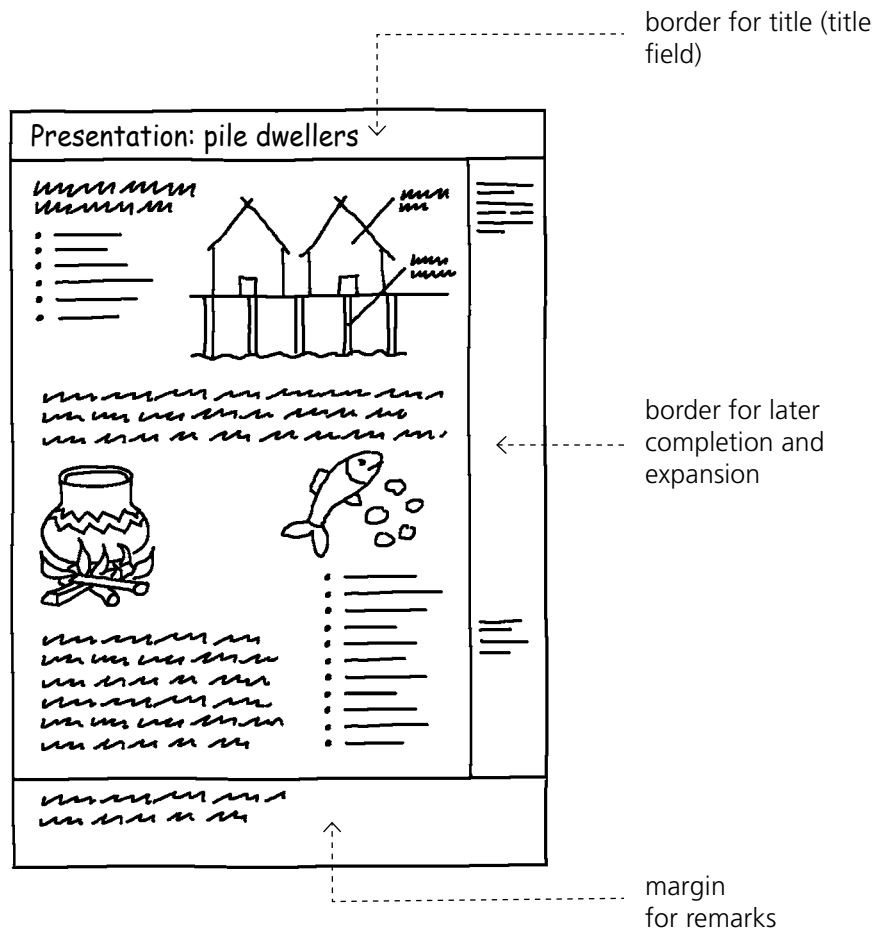 border for title (title
field)
Presentation: pile dwellers
border for later
completion and
expansion
margin
for remarks